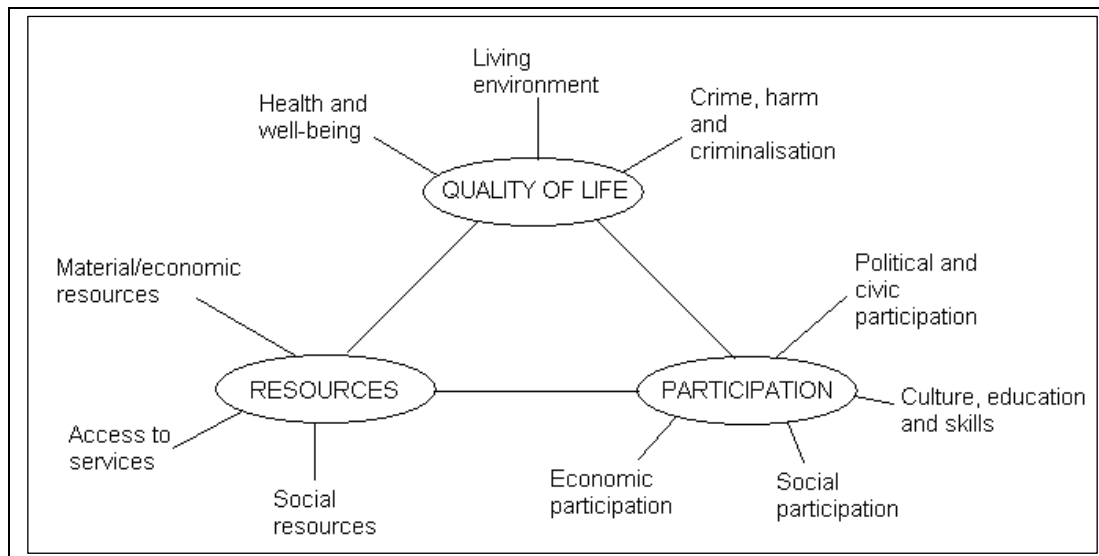 Living
environment
Health and
well-being
Crime, harm
and
criminalisation
QUALITY OF LIFE
Material/economic
resources
Political and
civic
participation
RESOURCES
PARTICIPATION
Culture, education
and skills
Access to
services
Social
resources
Economic
participation
Social
participation